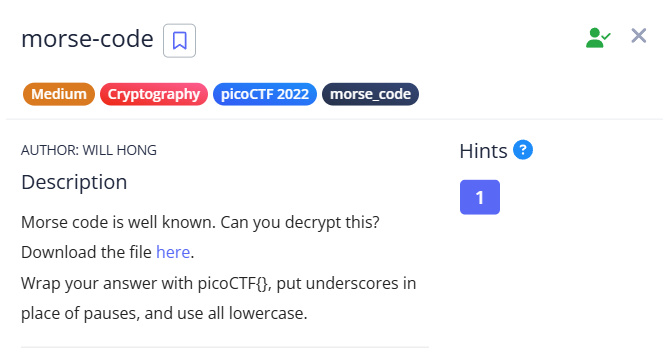 morse-code
Medium Cryptography picoCTF 2022 morse_code
AUTHOR: WILL HONG
Hints ?
Description
1
Morse code is well known. Can you decrypt this?
Download the file here.
Wrap your answer with picoCTF{}, put underscores in
place of pauses, and use all lowercase.